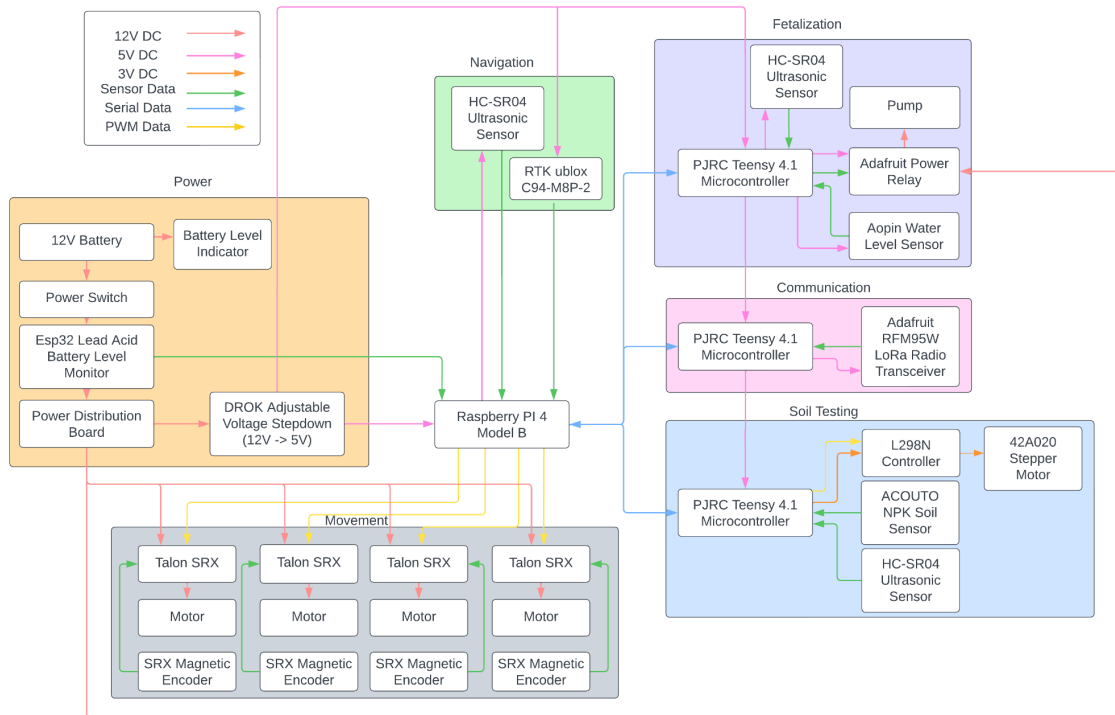 12V DC
5V DC
3V DC
Sensor Data
Serial Data
PWM Data
Power
12V Battery
Battery Level
Indicator
Power Switch
Esp32 Lead Acid
Battery Level
Monitor
Power Distribution
Board
DROK Adjustable
Voltage Stepdown
(12V -> 5V)
Navigation
HC-SR04
Ultrasonic
Sensor
RTK ublox
C94-M8P-2
Raspberry PI 4
Model B
Fetalization
HC-SR04
Ultrasonic
Sensor
Pump
PJRC Teensy 4.1
Microcontroller
Adafruit Power
Relay
Aopin Water
Level Sensor
Communication
PJRC Teensy 4.1
Microcontroller
Adafruit
RFM95W
LoRa Radio
Transceiver
Soil Testing
L298N
Controller
42A020
Stepper
Motor
PJRC Teensy 4.1
Microcontroller
ACOUTO
NPK Soil
Sensor
HC-SR04
Ultrasonic
Sensor
Movement
Talon SRX
Talon SRX
Talon SRX
Talon SRX
Motor
Motor
Motor
Motor
SRX Magnetic
Encoder
SRX Magnetic
Encoder
SRX Magnetic
Encoder
SRX Magnetic
Encoder